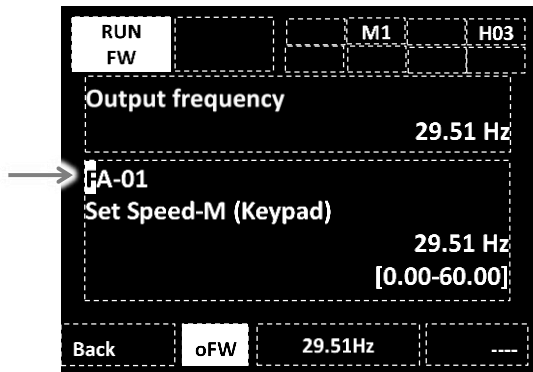 RUN
FW
M1
H03
Output frequency
29.51 Hz
FA-01
Set Speed-M (Keypad)
29.51 Hz
[0.00-60.00]
Back
oFW
29.51Hz
----